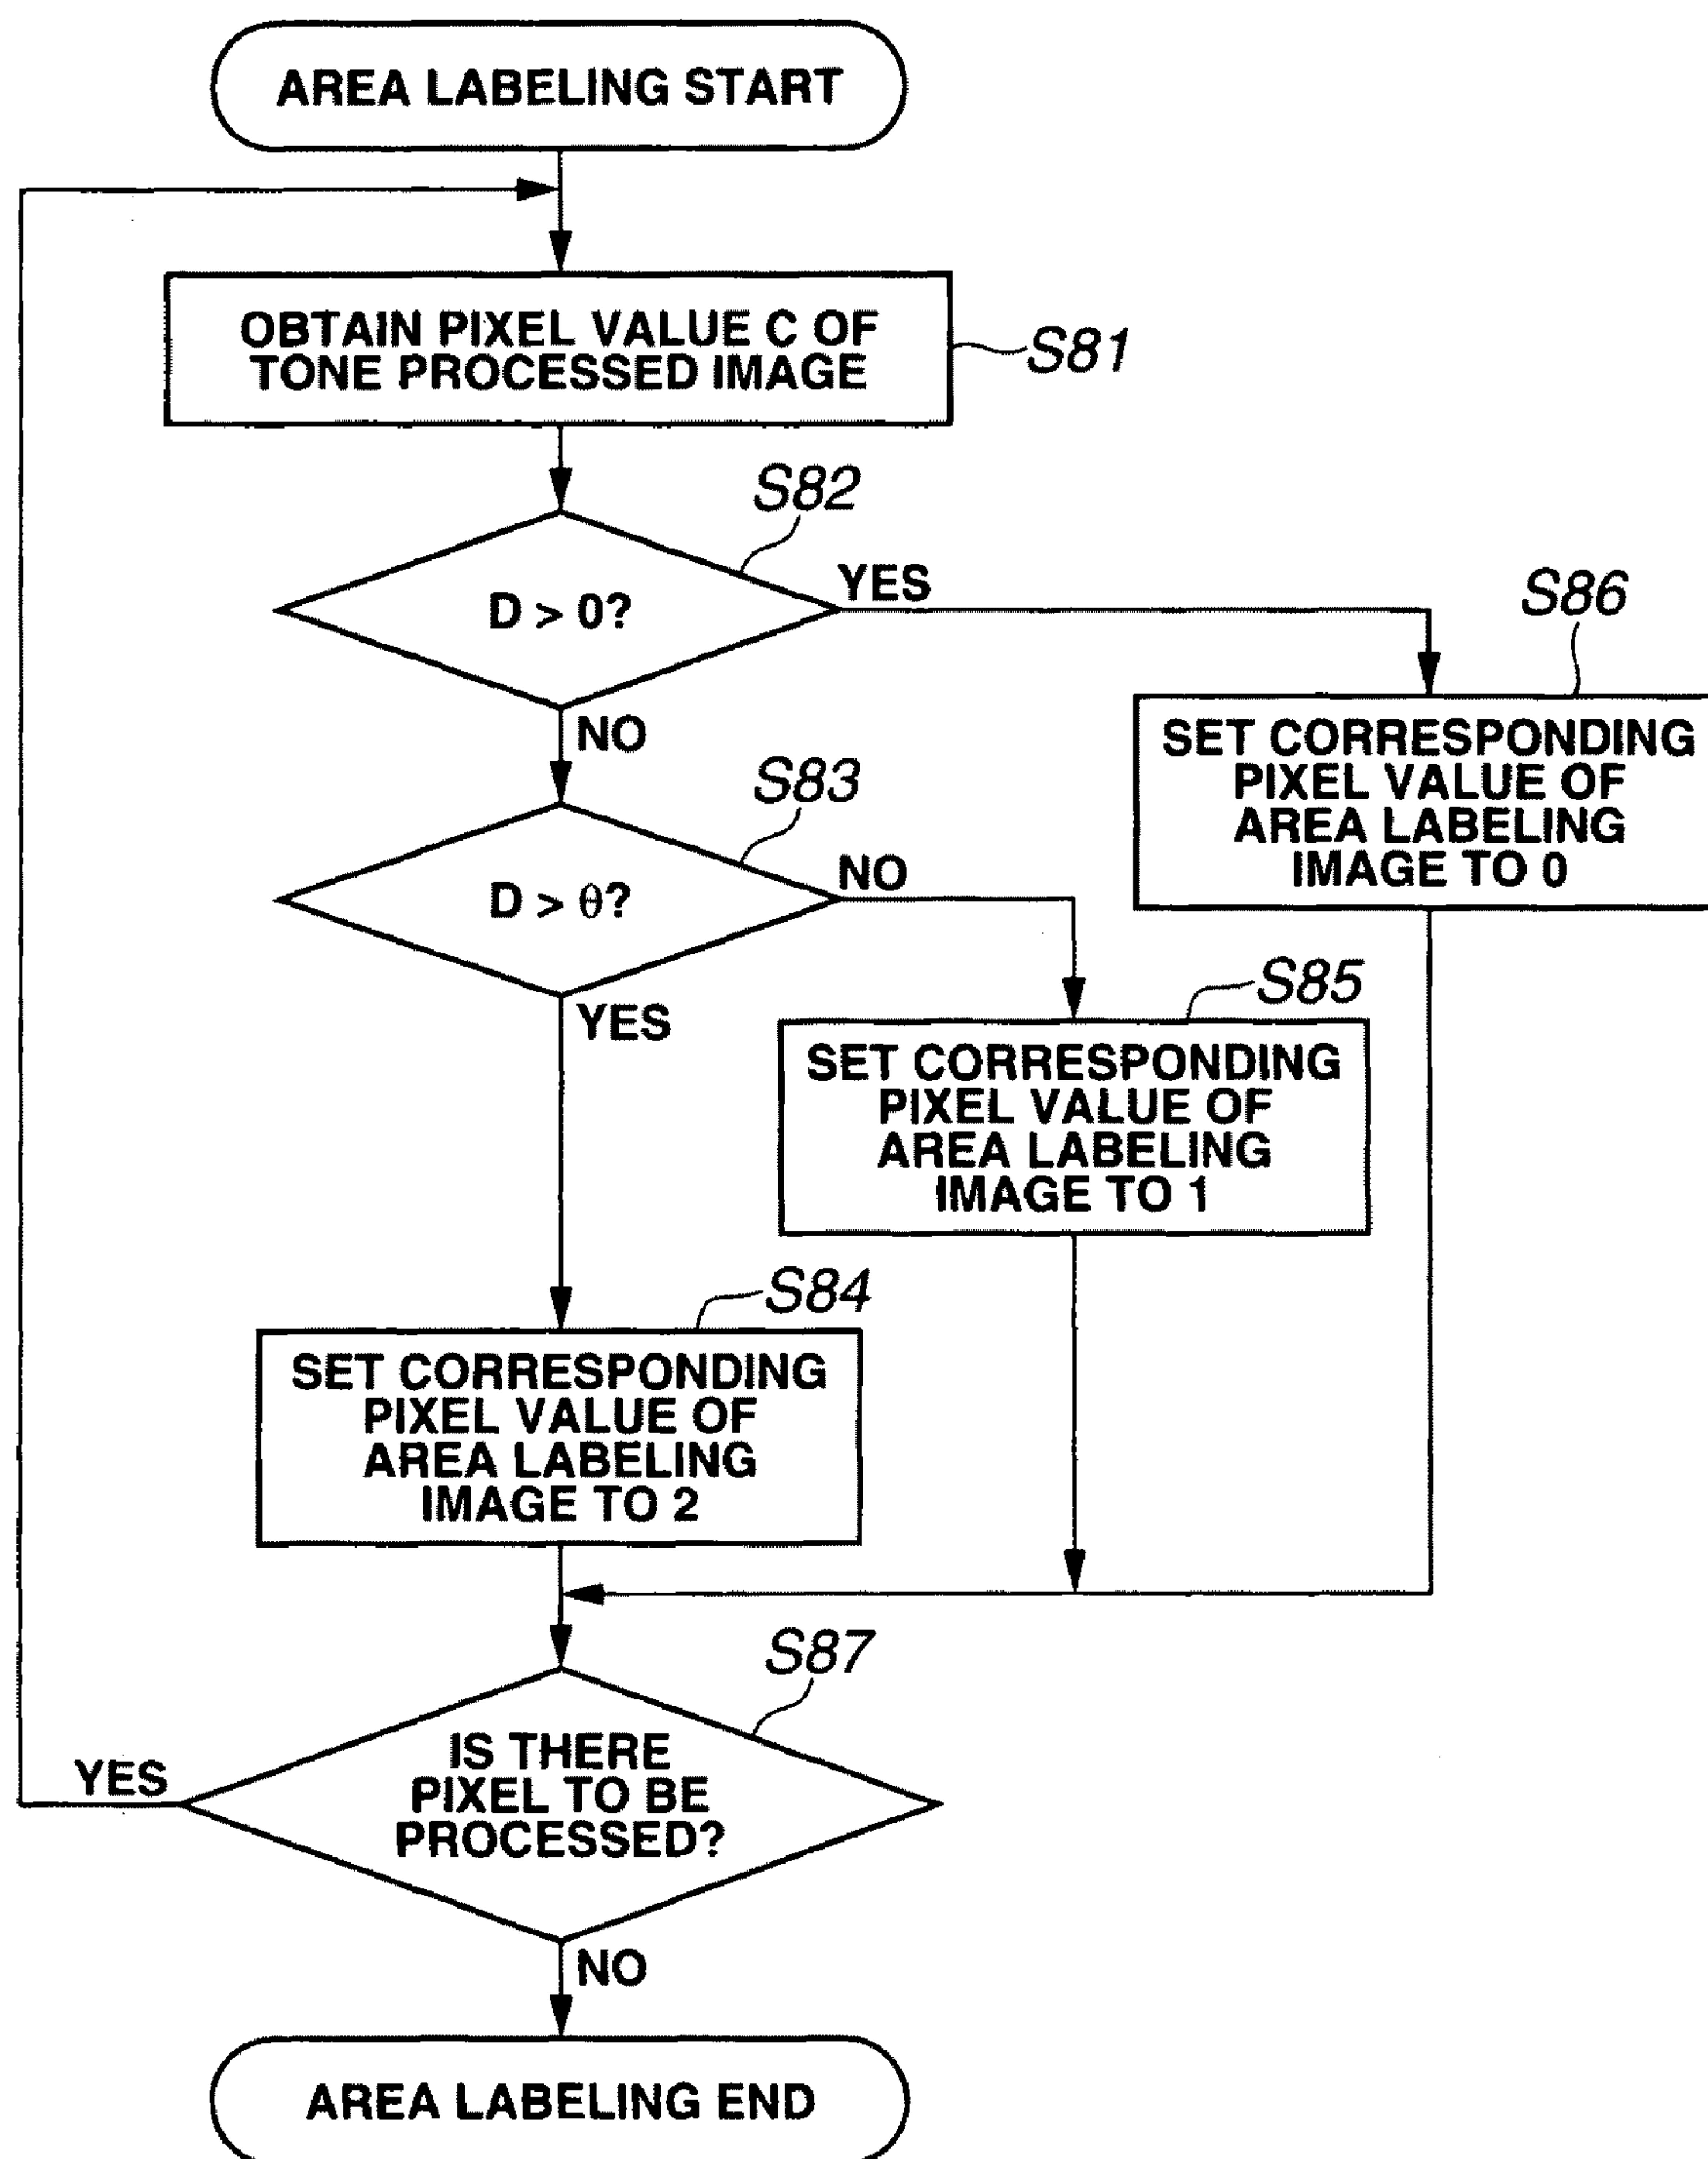 AREA LABELING START
OBTAIN PIXEL VALUE C OF
TONE PROCESSED IMAGE
S81
S82
D > 0?
YES
NO
S86
SET CORRESPONDING
PIXEL VALUE OF
AREA LABELING
IMAGE TO 0
S83
D > θ?
NO
YES
S85
SET CORRESPONDING
PIXEL VALUE OF
AREA LABELING
IMAGE TO 1
S84
SET CORRESPONDING
PIXEL VALUE OF
AREA LABELING
IMAGE TO 2
S87
IS THERE
PIXEL TO BE
PROCESSED?
YES
NO
AREA LABELING END